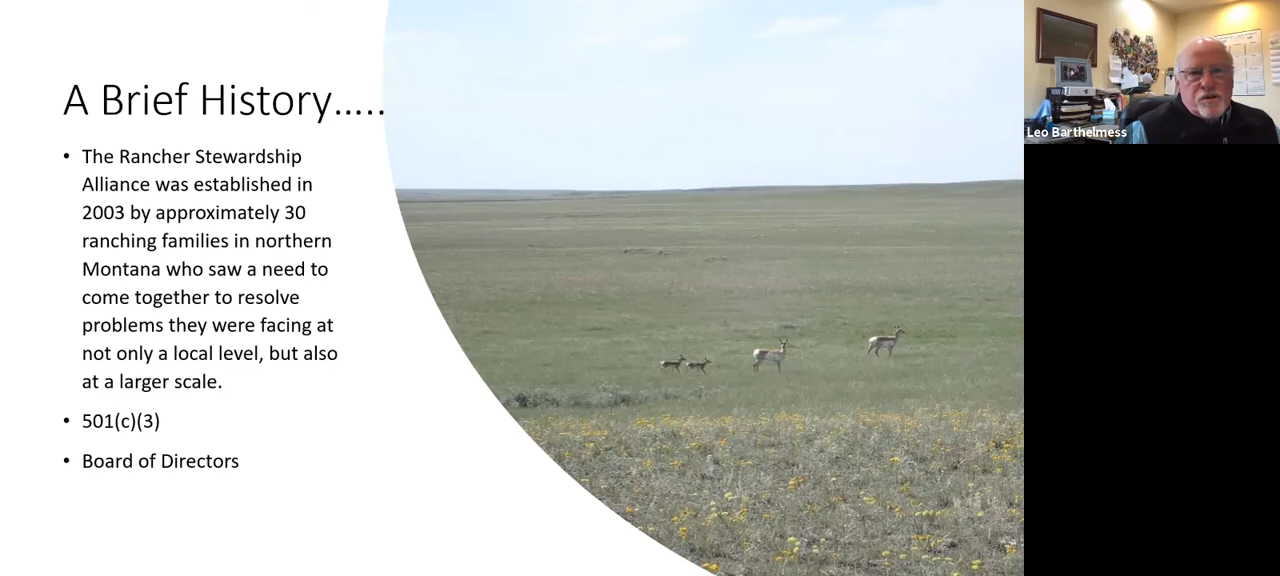 A Brief History.....
• The Rancher Stewardship
Alliance was established in
2003 by approximately 30
ranching families in northern
Montana who saw a need to
come together to resolve
problems they were facing at
not only a local level, but also
at a larger scale.
• 501(c)(3)
• Board of Directors
Leo Barthelmess